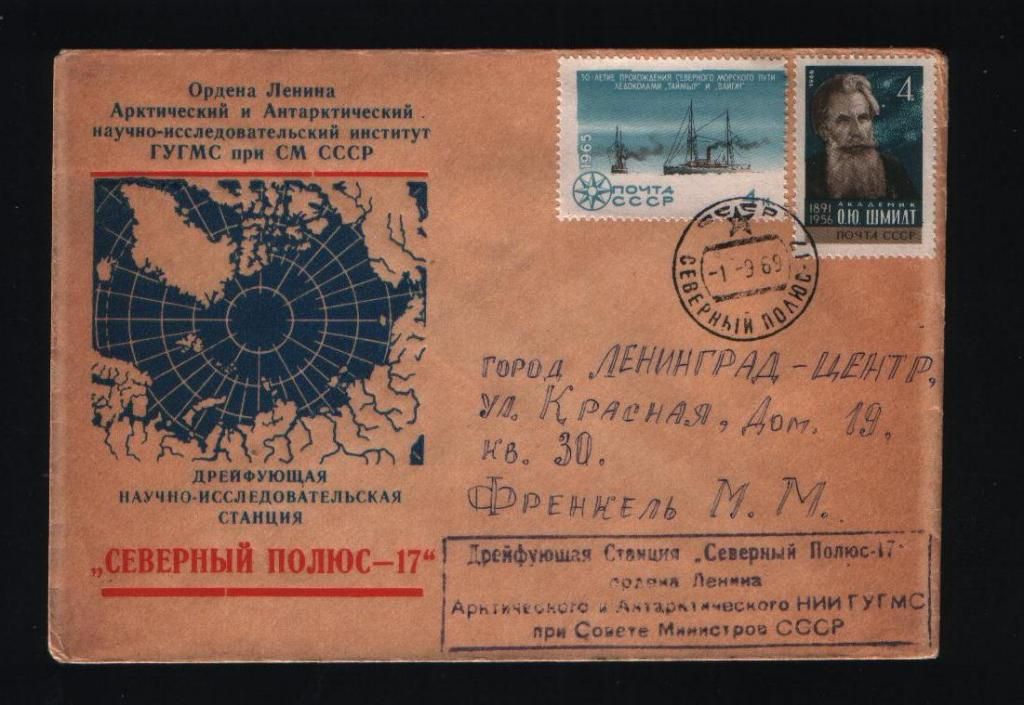 Ордена Ленина
Арктический и Антарктический
научно-исследовательский институт
ГУГМС при СМ СССР
ДРЕЙФУЮЩАЯ
НАУЧНО-ИССЛЕДОВАТЕЛЬСКАЯ
СТАНЦИЯ
„СЕВЕРНЫЙ ПОЛЮС—17“
50-ЛЕТИЕ ПРОХОЖДЕНИЯ СЕВЕРНОГО МОРСКОГО ПУТИ
ЛЕДОКОЛАМИ „ТАЙМЫР" И „ВАЙГАЧ"
1965
ПОЧТА
СССР
4 к
1966
4
1891
1956
АКАДЕМИК
О.Ю. ШМИДТ
ПОЧТА СССР
СССР
-1-9 69
СЕВЕРНЫЙ ПОЛЮС-17
ГОРОД ЛЕНИНГРАД-ЦЕНТР,
УЛ. КРАСНАЯ, ДОМ. 19,
КВ. 30.
ФРЕНКЕЛЬ М. М.
Дрейфующая Станция „Северный Полюс-17"
ордена Ленина
Арктического и Антарктического НИИ ГУГМС
при Совете Министров СССР